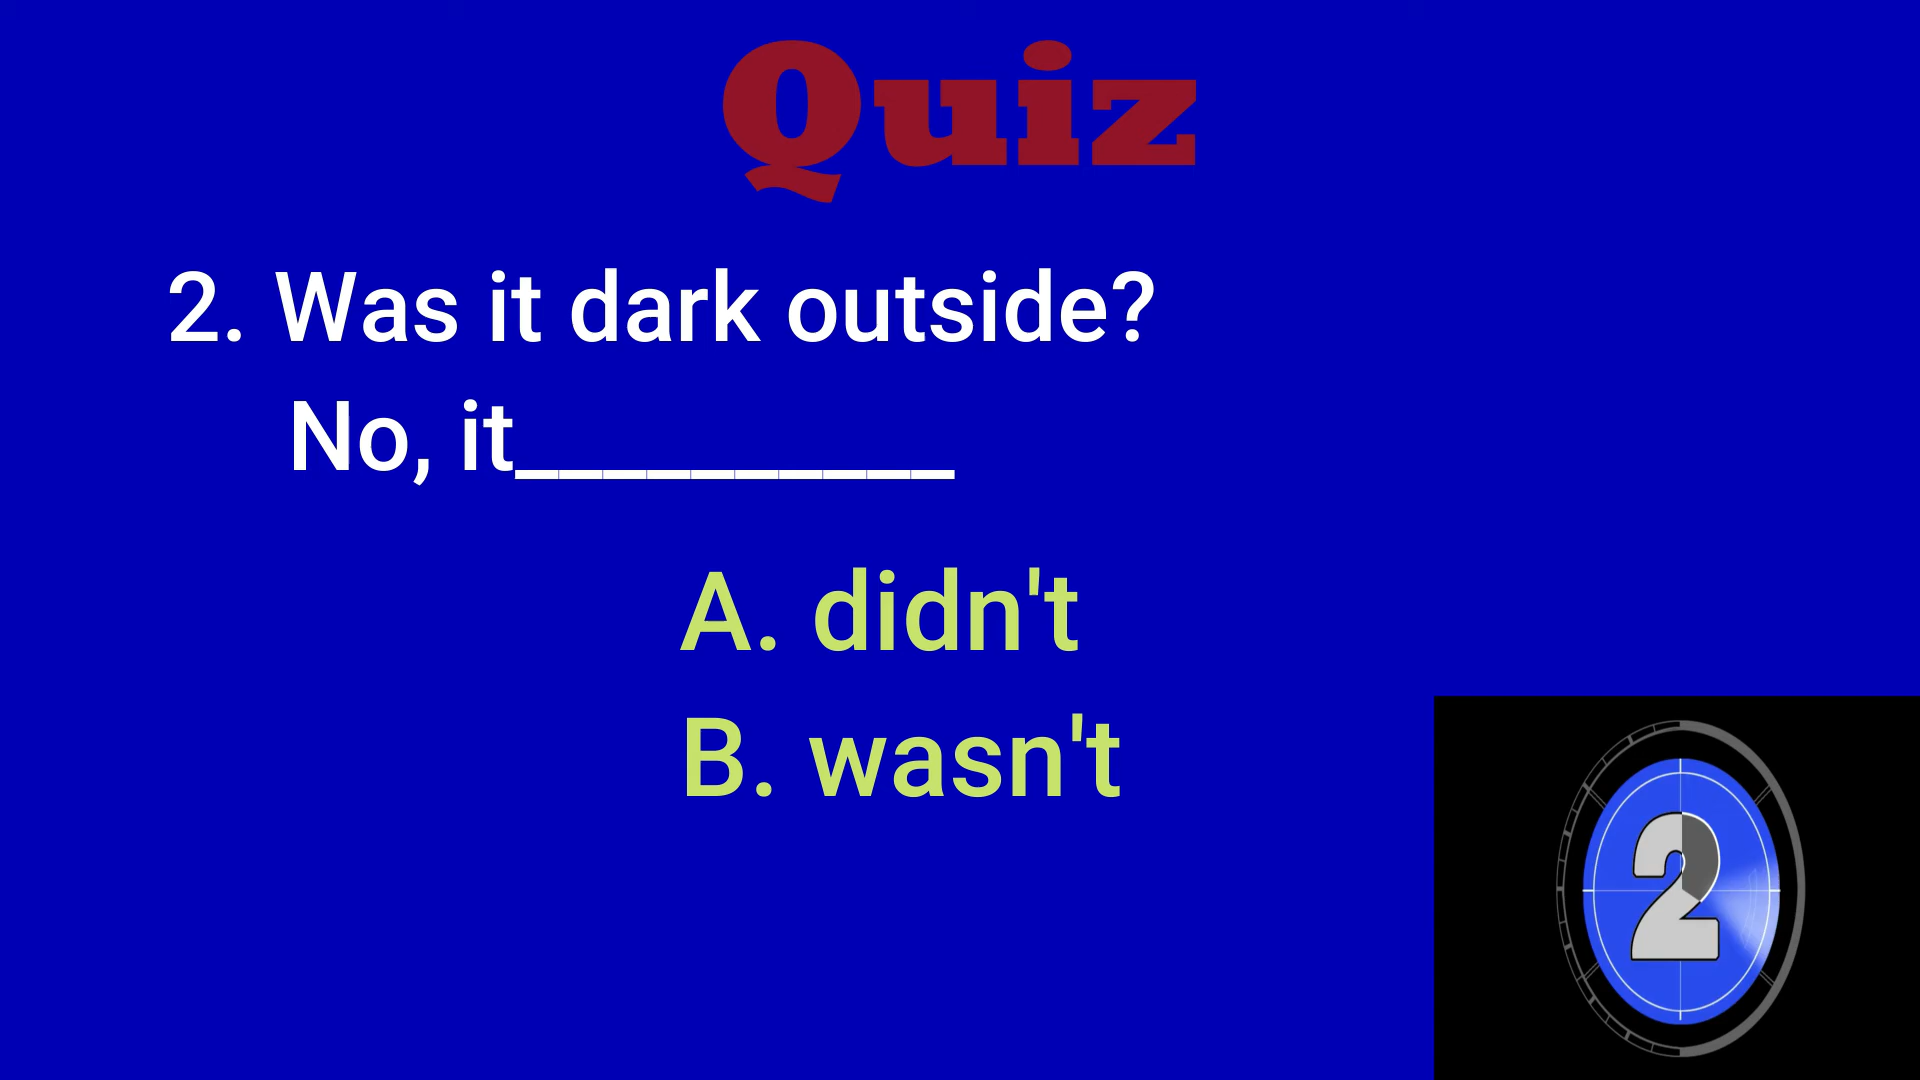 Quiz
2. Was it dark outside?
No, it__________
A. didn't
B. wasn't
2